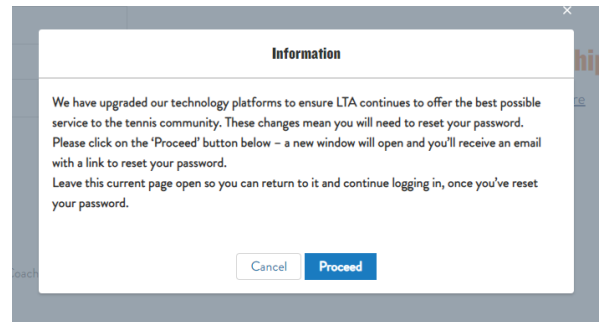 ×
Information
hip
re
We have upgraded our technology platforms to ensure LTA continues to offer the best possible
service to the tennis community. These changes mean you will need to reset your password.
Please click on the ‘Proceed’ button below – a new window will open and you’ll receive an email
with a link to reset your password.
Leave this current page open so you can return to it and continue logging in, once you’ve reset
your password.
Coach
Cancel Proceed